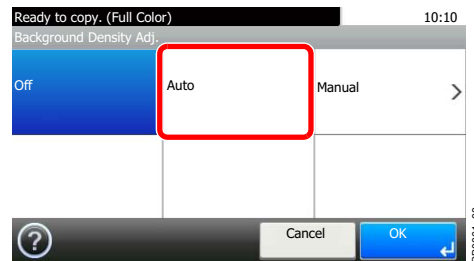 Ready to copy. (Full Color) 10:10
Background Density Adj.
Off Auto Manual
Cancel OK